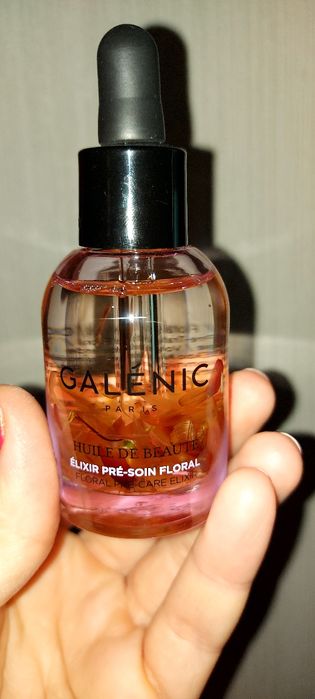 GALÉNIC
PARIS
HUILE DE BEAUTÉ
ÉLIXIR PRÉ-SOIN FLORAL
FLORAL PRE-CARE ELIXIR